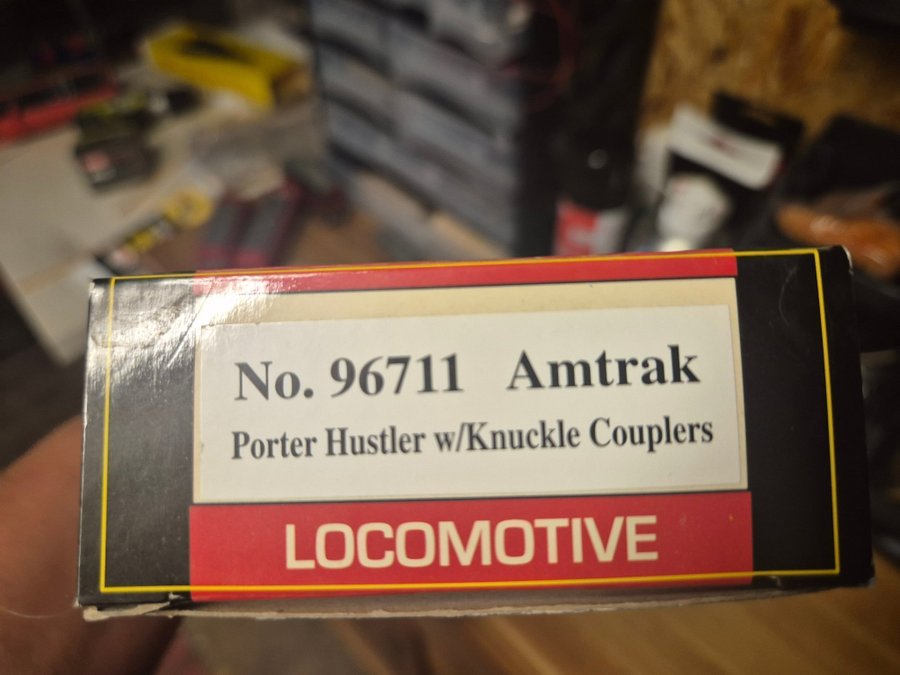 No. 96711 Amtrak
Porter Hustler w/Knuckle Couplers
LOCOMOTIVE